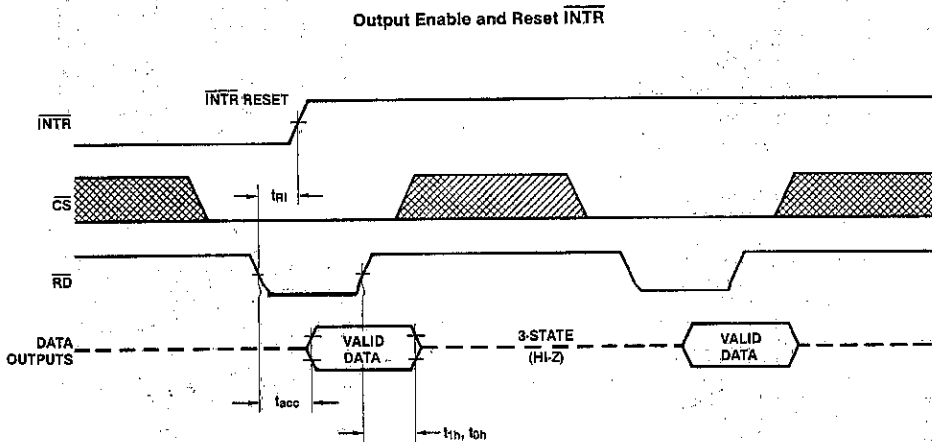 Output Enable and Reset INTR
INTR RESET
INTR
tRI
CS
RD
DATA OUTPUTS
VALID DATA
3-STATE (HI-Z)
VALID DATA
tacc
t1h, t0h